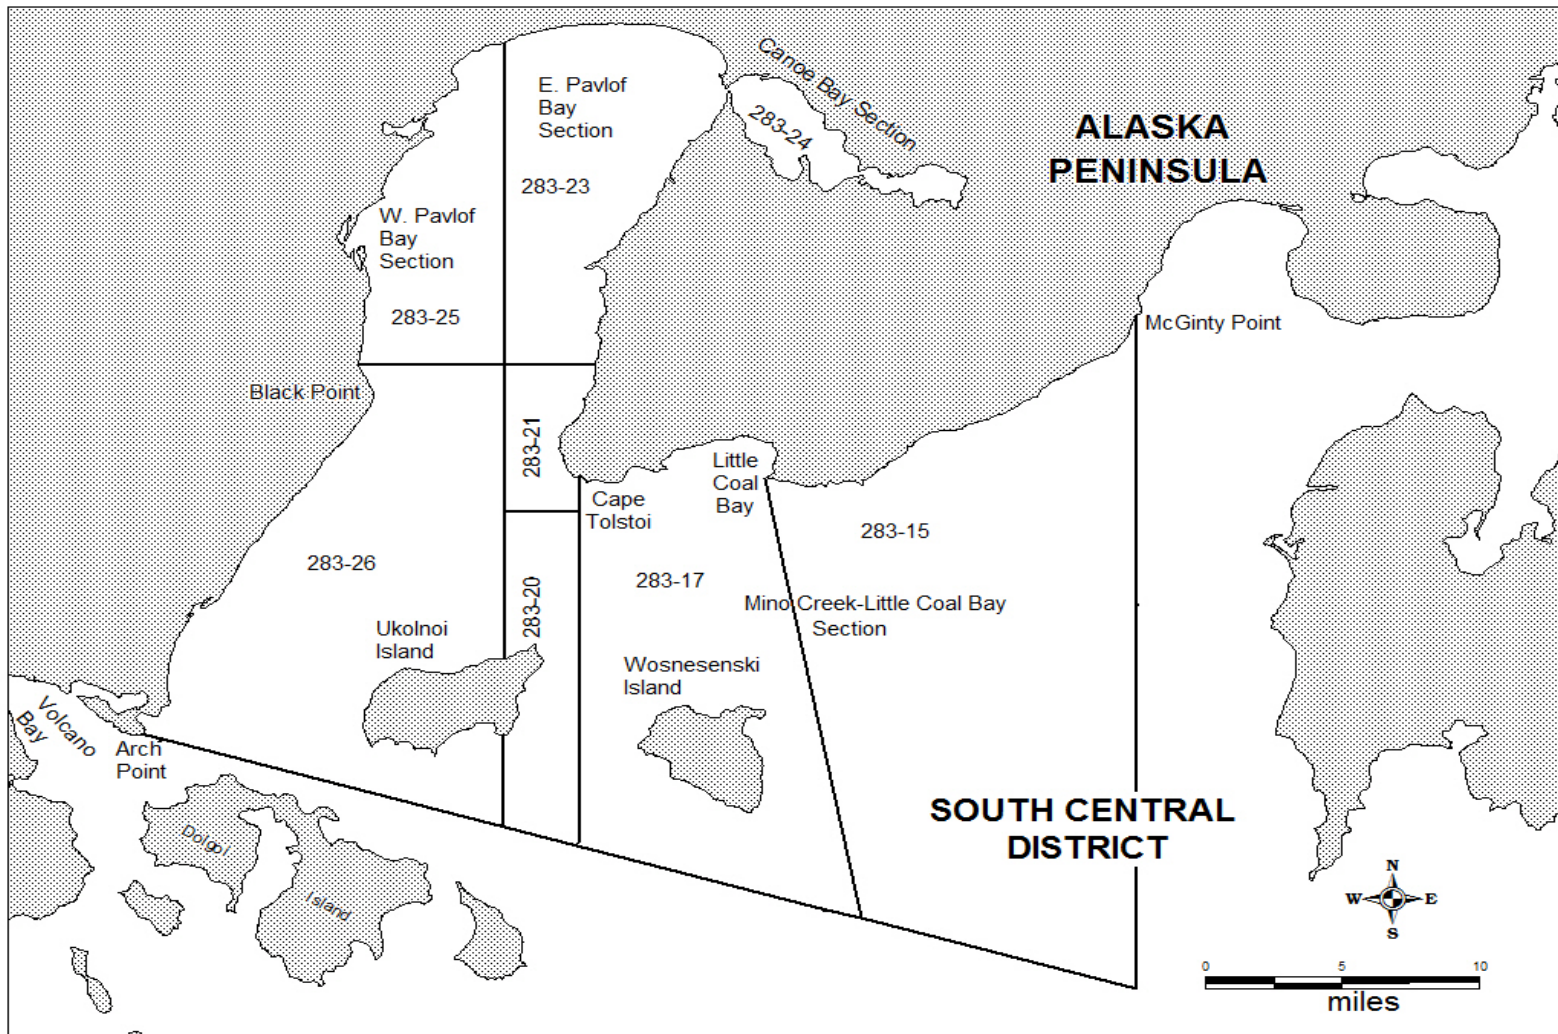 Canoe Bay Section
283-24
E. Pavlof
Bay
Section
283-23
ALASKA
PENINSULA
W. Pavlof
Bay
Section
283-25
McGinty Point
Black Point
283-21
Little
Coal
Bay
Cape
Tolstoi
283-15
283-26
283-17
283-20
Mino Creek-Little Coal Bay
Section
Ukolnoi
Island
Wosnesenski
Island
Volcano
Bay
Arch
Point
SOUTH CENTRAL
DISTRICT
Dolgoi
Island
N
W
E
S
0 5 10
miles